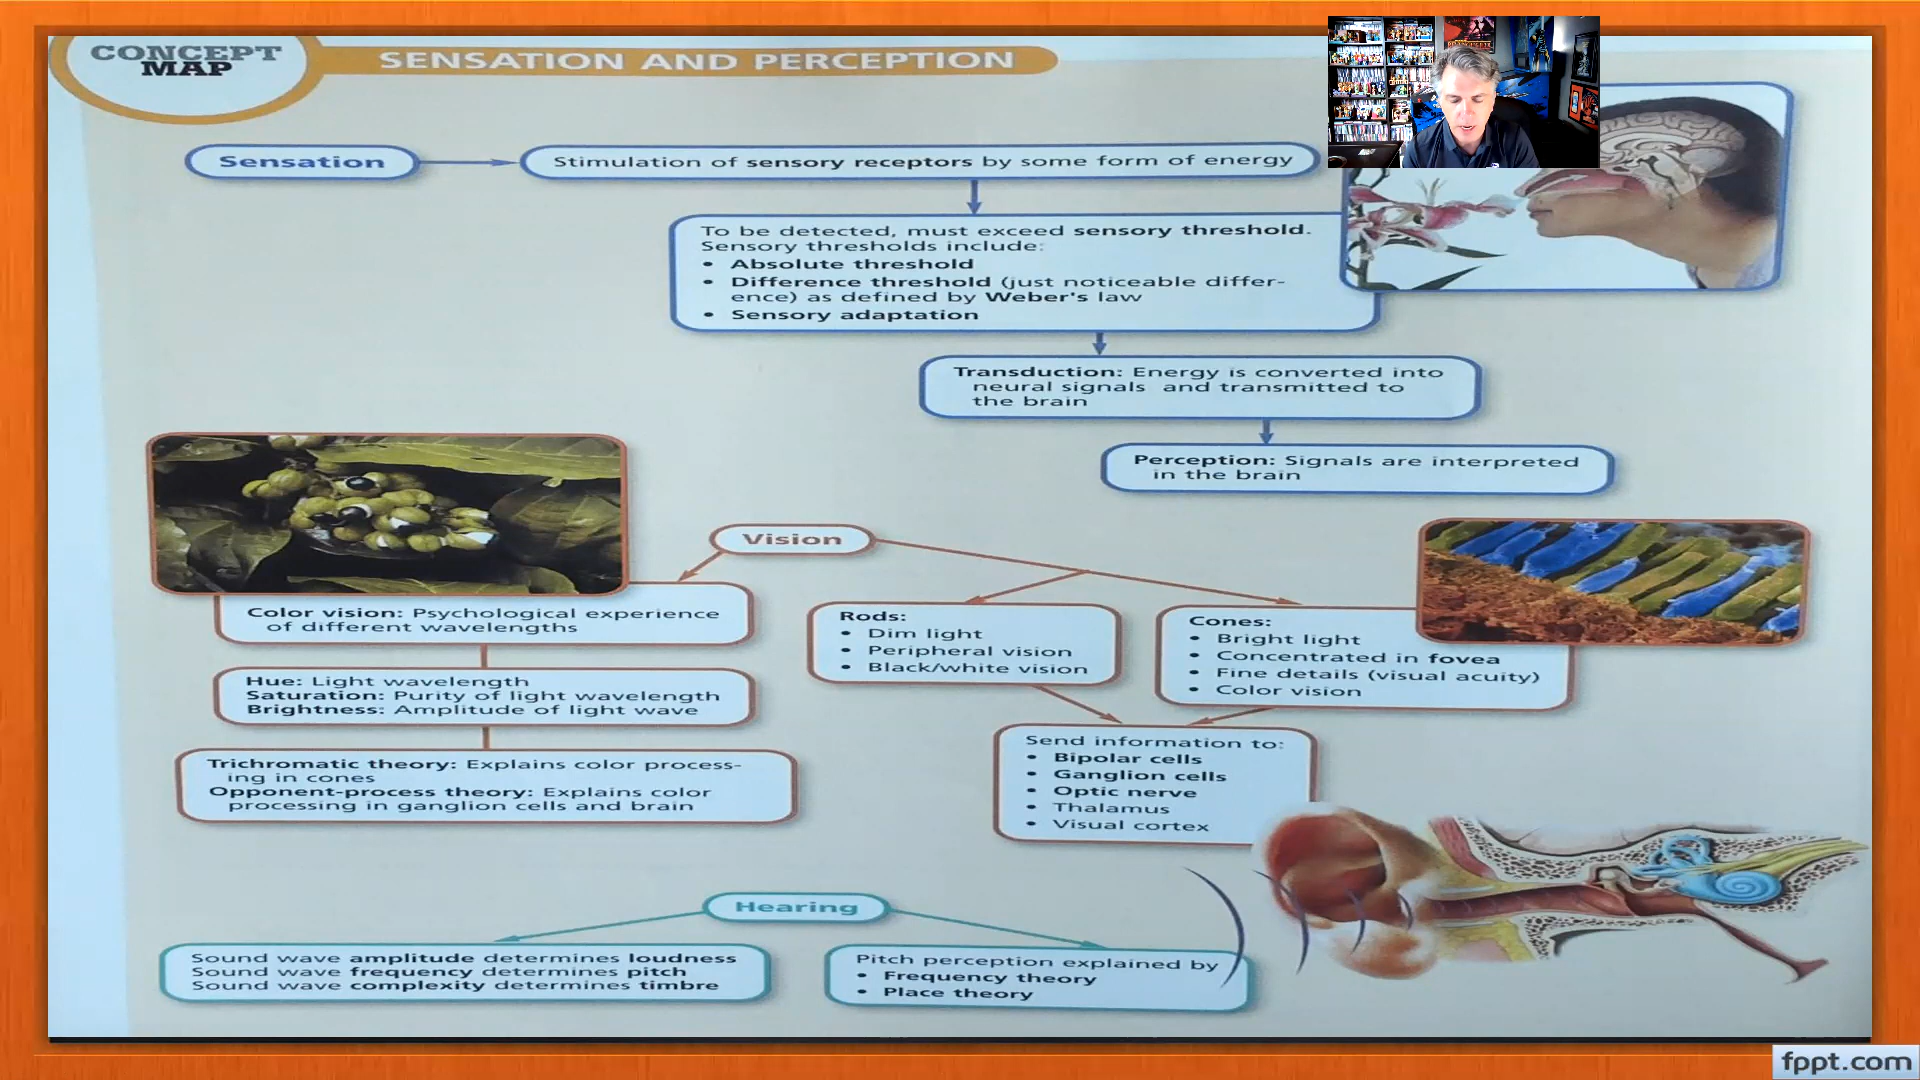 CONCEPT
MAP
SENSATION AND PERCEPTION
Sensation
Stimulation of sensory receptors by some form of energy
To be detected, must exceed sensory threshold.
Sensory thresholds include:
• Absolute threshold
• Difference threshold (just noticeable differ-
ence) as defined by Weber's law
• Sensory adaptation
Transduction: Energy is converted into
neural signals and transmitted to
the brain
Perception: Signals are interpreted
in the brain
Vision
Color vision: Psychological experience
of different wavelengths
Hue: Light wavelength
Saturation: Purity of light wavelength
Brightness: Amplitude of light wave
Trichromatic theory: Explains color process-
ing in cones
Opponent-process theory: Explains color
processing in ganglion cells and brain
Rods:
• Dim light
• Peripheral vision
• Black/white vision
Cones:
• Bright light
• Concentrated in fovea
• Fine details (visual acuity)
• Color vision
Send information to:
• Bipolar cells
• Ganglion cells
• Optic nerve
• Thalamus
• Visual cortex
Hearing
Sound wave amplitude determines loudness
Sound wave frequency determines pitch
Sound wave complexity determines timbre
Pitch perception explained by
• Frequency theory
• Place theory
fppt.com